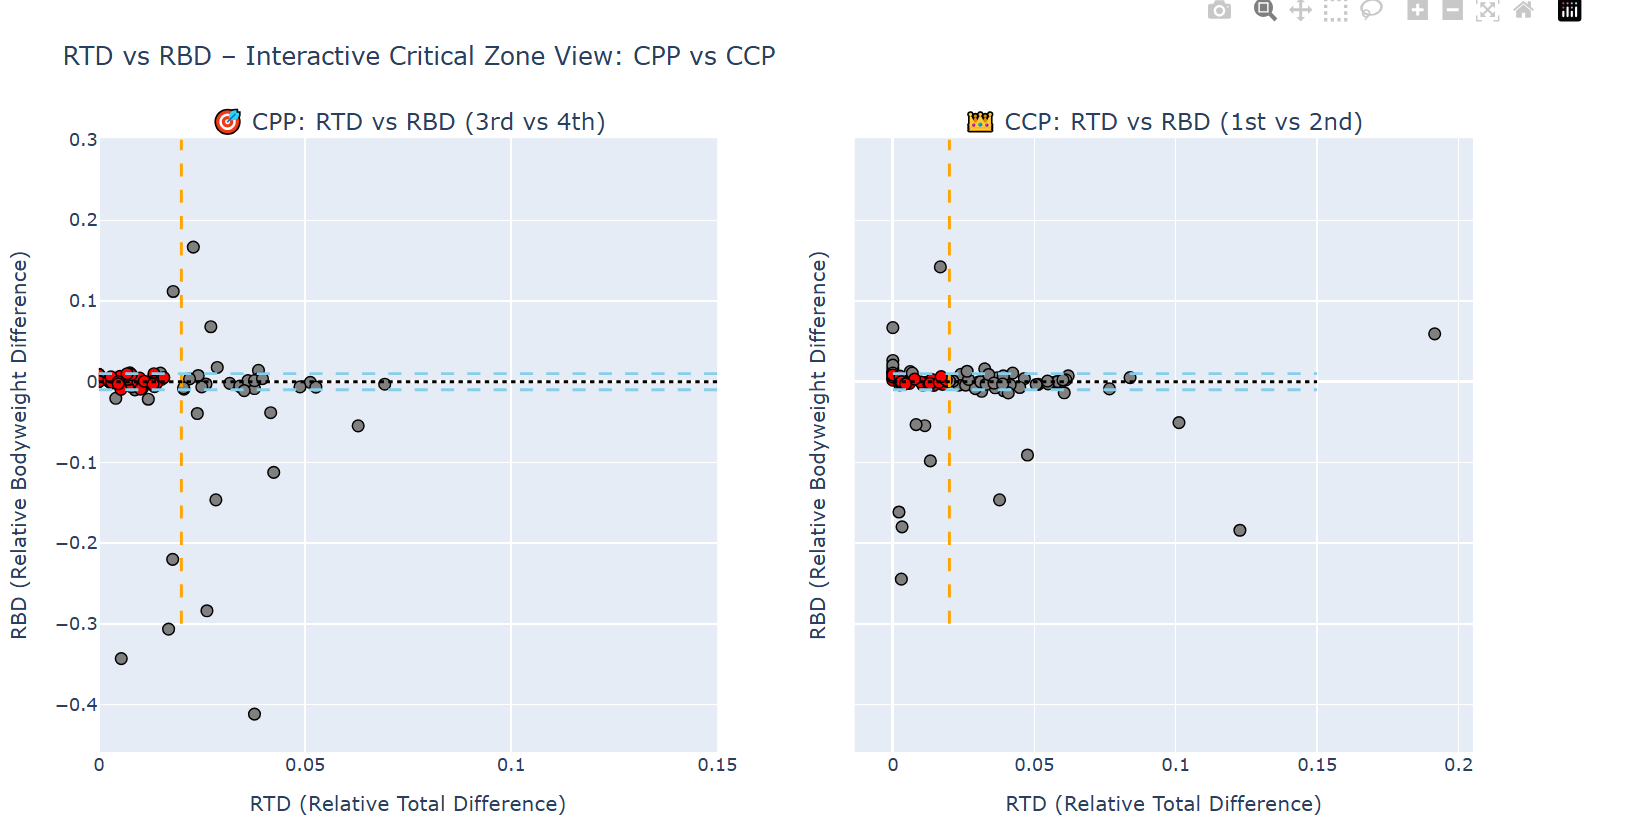 RTD vs RBD – Interactive Critical Zone View: CPP vs CCP
🎯 CPP: RTD vs RBD (3rd vs 4th)
0.3
0.2
0.1
0
−0.1
−0.2
−0.3
−0.4
RBD (Relative Bodyweight Difference)
0
0.05
0.1
0.15
RTD (Relative Total Difference)
👑 CCP: RTD vs RBD (1st vs 2nd)
RBD (Relative Bodyweight Difference)
0
0.05
0.1
0.15
0.2
RTD (Relative Total Difference)